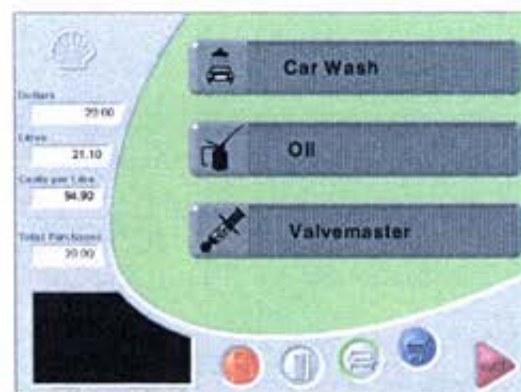 Dollars
20.00
Litres
21.10
Cents per Litre
94.90
Total Purchases
20.00
Car Wash
Oil
Valvemaster